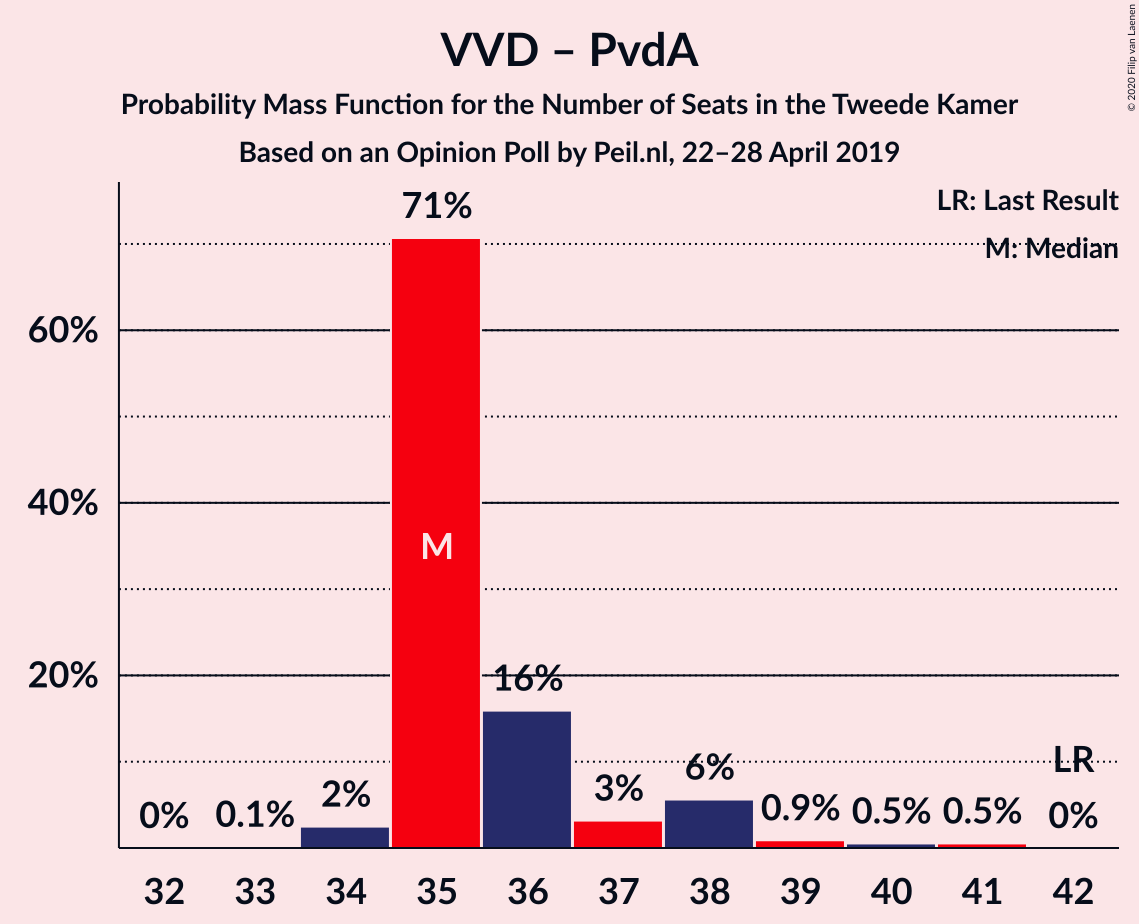 VVD – PvdA
Probability Mass Function for the Number of Seats in the Tweede Kamer
Based on an Opinion Poll by Peil.nl, 22–28 April 2019
© 2020 Filip van Laenen
LR: Last Result
M: Median
60%
40%
20%
0%
0.1%
2%
71%
M
16%
3%
6%
0.9%
0.5%
0.5%
LR
0%
32 33 34 35 36 37 38 39 40 41 42